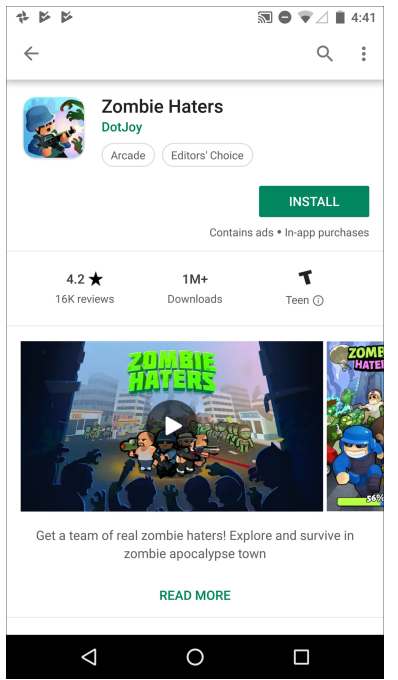 4:41
Zombie Haters
DotJoy
Arcade
Editors' Choice
INSTALL
Contains ads • In-app purchases
4.2 ★
1M+
T
16K reviews
Downloads
Teen
ZOMBIE
HATERS
ZOMB
HATE
56%
Get a team of real zombie haters! Explore and survive in
zombie apocalypse town
READ MORE